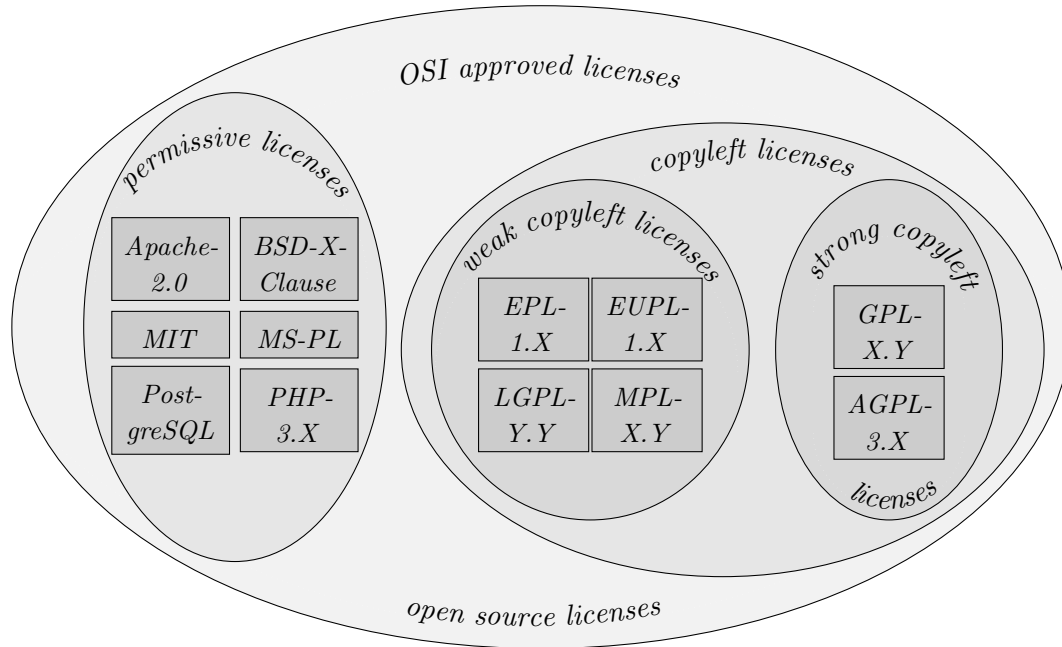 OSI approved licenses
permissive licenses
Apache-
2.0
BSD-X-
Clause
MIT
MS-PL
Post-
greSQL
PHP-
3.X
copyleft licenses
weak copyleft licenses
EPL-
1.X
EUPL-
1.X
LGPL-
Y.Y
MPL-
X.Y
strong copyleft
GPL-
X.Y
AGPL-
3.X
licenses
open source licenses